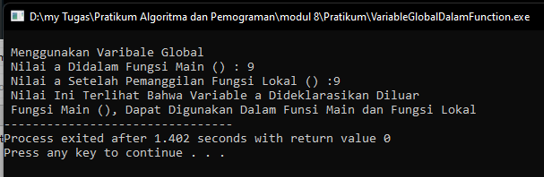 D:\my Tugas\Pratikum Algoritma dan Pemograman\modul 8\Pratikum\VariableGlobalDalamFunction.exe
Menggunakan Varibale Global
Nilai a Didalam Fungsi Main () : 9
Nilai a Setelah Pemanggilan Fungsi Lokal () :9
Nilai Ini Terlihat Bahwa Variable a Dideklarasikan Diluar
Fungsi Main (), Dapat Digunakan Dalam Funsi Main dan Fungsi Lokal
--------------------------------
Process exited after 1.402 seconds with return value 0
Press any key to continue . . .